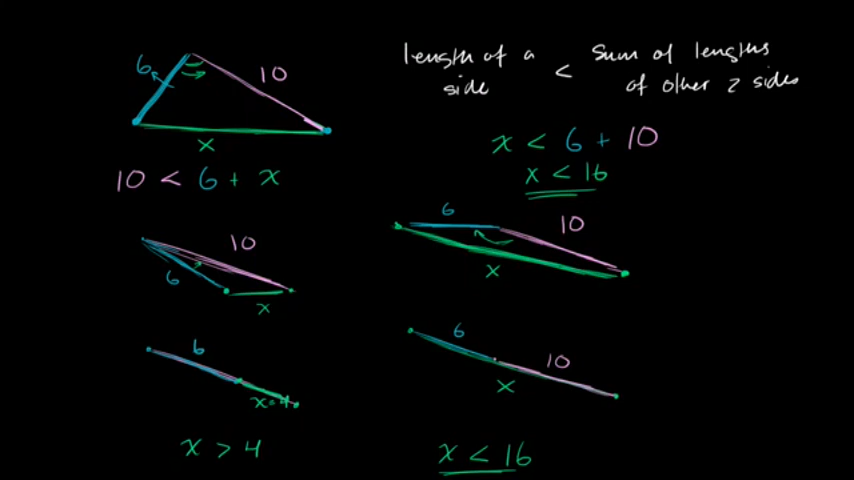 6
10
x
length of a side < sum of lengths of other 2 sides
x < 6 + 10
x < 16
10 < 6 + x
10
6
x
6
10
x
6
x=4
6
10
x
x > 4
x < 16